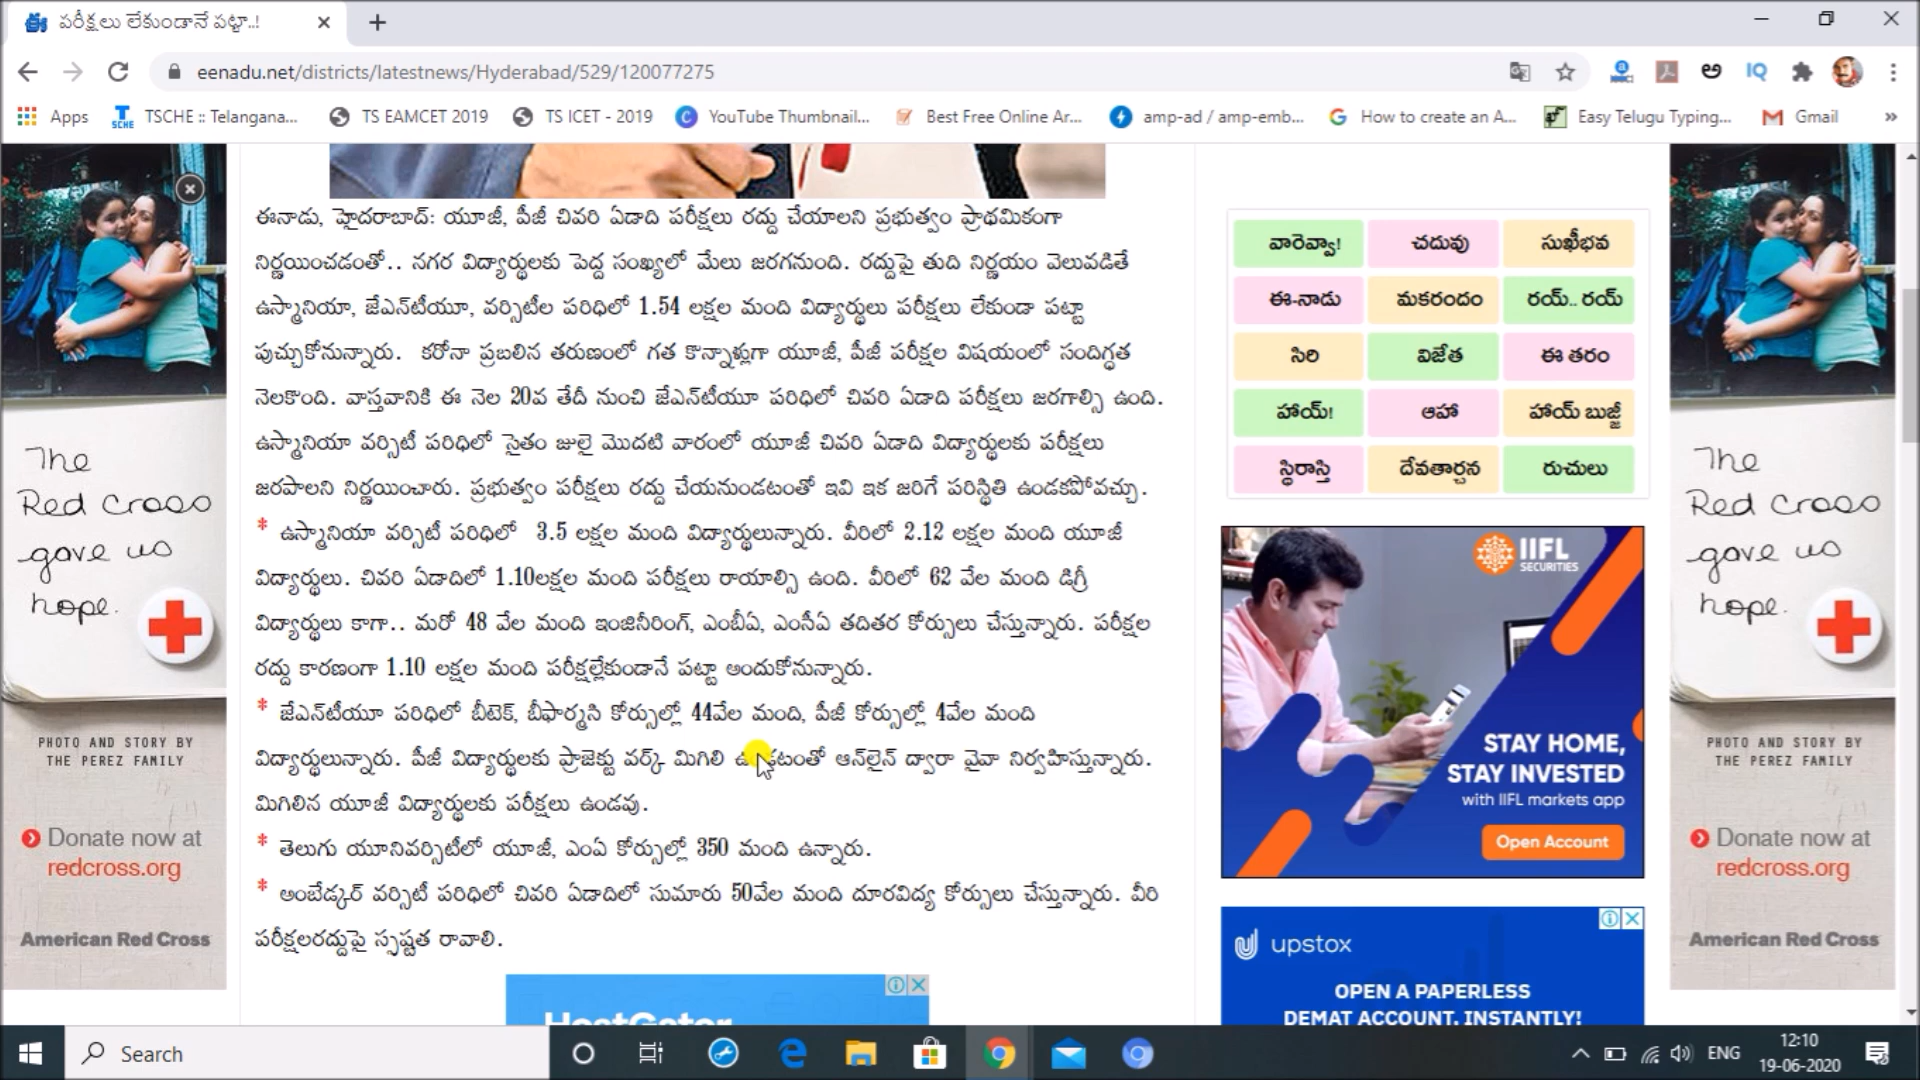 పరీక్షలు లేకుండానే పట్టా..!
eenadu.net/districts/latestnews/Hyderabad/529/120077275
Apps
TSCHE :: Telangana...
TS EAMCET 2019
TS ICET - 2019
YouTube Thumbnail...
Best Free Online Ar...
amp-ad / amp-emb...
How to create an A...
Easy Telugu Typing...
Gmail
»
ఈనాడు, హైదరాబాద్: యూజీ, పీజీ చివరి ఏడాది పరీక్షలు రద్దు చేయాలని ప్రభుత్వం ప్రాథమికంగా
నిర్ణయించడంతో.. నగర విద్యార్థులకు పెద్ద సంఖ్యలో మేలు జరగనుంది. రద్దుపై తుది నిర్ణయం వెలువడితే
ఉస్మానియా, జేఎన్‌టీయూ, వర్సిటీల పరిధిలో 1.54 లక్షల మంది విద్యార్థులు పరీక్షలు లేకుండా పట్టా
పుచ్చుకోనున్నారు. కరోనా ప్రబలిన తరుణంలో గత కొన్నాళ్లుగా యూజీ, పీజీ పరీక్షల విషయంలో సందిగ్ధత
నెలకొంది. వాస్తవానికి ఈ నెల 20వ తేదీ నుంచి జేఎన్‌టీయూ పరిధిలో చివరి ఏడాది పరీక్షలు జరగాల్సి ఉంది.
ఉస్మానియా వర్సిటీ పరిధిలో సైతం జులై మొదటి వారంలో యూజీ చివరి ఏడాది విద్యార్థులకు పరీక్షలు
జరపాలని నిర్ణయించారు. ప్రభుత్వం పరీక్షలు రద్దు చేయనుండటంతో ఇవి ఇక జరిగే పరిస్థితి ఉండకపోవచ్చు.
* ఉస్మానియా వర్సిటీ పరిధిలో 3.5 లక్షల మంది విద్యార్థులున్నారు. వీరిలో 2.12 లక్షల మంది యూజీ
విద్యార్థులు. చివరి ఏడాదిలో 1.10లక్షల మంది పరీక్షలు రాయాల్సి ఉంది. వీరిలో 62 వేల మంది డిగ్రీ
విద్యార్థులు కాగా.. మరో 48 వేల మంది ఇంజినీరింగ్, ఎంబీఏ, ఎంసీఏ తదితర కోర్సులు చేస్తున్నారు. పరీక్షల
రద్దు కారణంగా 1.10 లక్షల మంది పరీక్షల్లేకుండానే పట్టా అందుకోనున్నారు.
* జేఎన్‌టీయూ పరిధిలో బీటెక్, బీఫార్మసి కోర్సుల్లో 44వేల మంది, పీజీ కోర్సుల్లో 4వేల మంది
విద్యార్థులున్నారు. పీజీ విద్యార్థులకు ప్రాజెక్టు వర్క్ మిగిలి ఉండటంతో ఆన్‌లైన్ ద్వారా వైవా నిర్వహిస్తున్నారు.
మిగిలిన యూజీ విద్యార్థులకు పరీక్షలు ఉండవు.
* తెలుగు యూనివర్సిటీలో యూజీ, ఎంఏ కోర్సుల్లో 350 మంది ఉన్నారు.
* అంబేడ్కర్ వర్సిటీ పరిధిలో చివరి ఏడాదిలో సుమారు 50వేల మంది దూరవిద్య కోర్సులు చేస్తున్నారు. వీరి
పరీక్షలరద్దుపై స్పష్టత రావాలి.
వారెవ్వా! చదువు సుఖీభవ
ఈ-నాడు మకరందం రయ్.. రయ్
సిరి విజేత ఈ తరం
హాయ్! ఆహా హాయ్ బుజ్జీ
స్థిరాస్తి దేవతార్చన రుచులు
The
Red Cross
gave us
hope.
PHOTO AND STORY BY
THE PEREZ FAMILY
Donate now at
redcross.org
American Red Cross
IIFL
SECURITIES
STAY HOME,
STAY INVESTED
with IIFL markets app
Open Account
upstox
OPEN A PAPERLESS
DEMAT ACCOUNT. INSTANTLY!
HostGator
The
Red Cross
gave us
hope.
PHOTO AND STORY BY
THE PEREZ FAMILY
Donate now at
redcross.org
American Red Cross
Search
ENG
12:10
19-06-2020